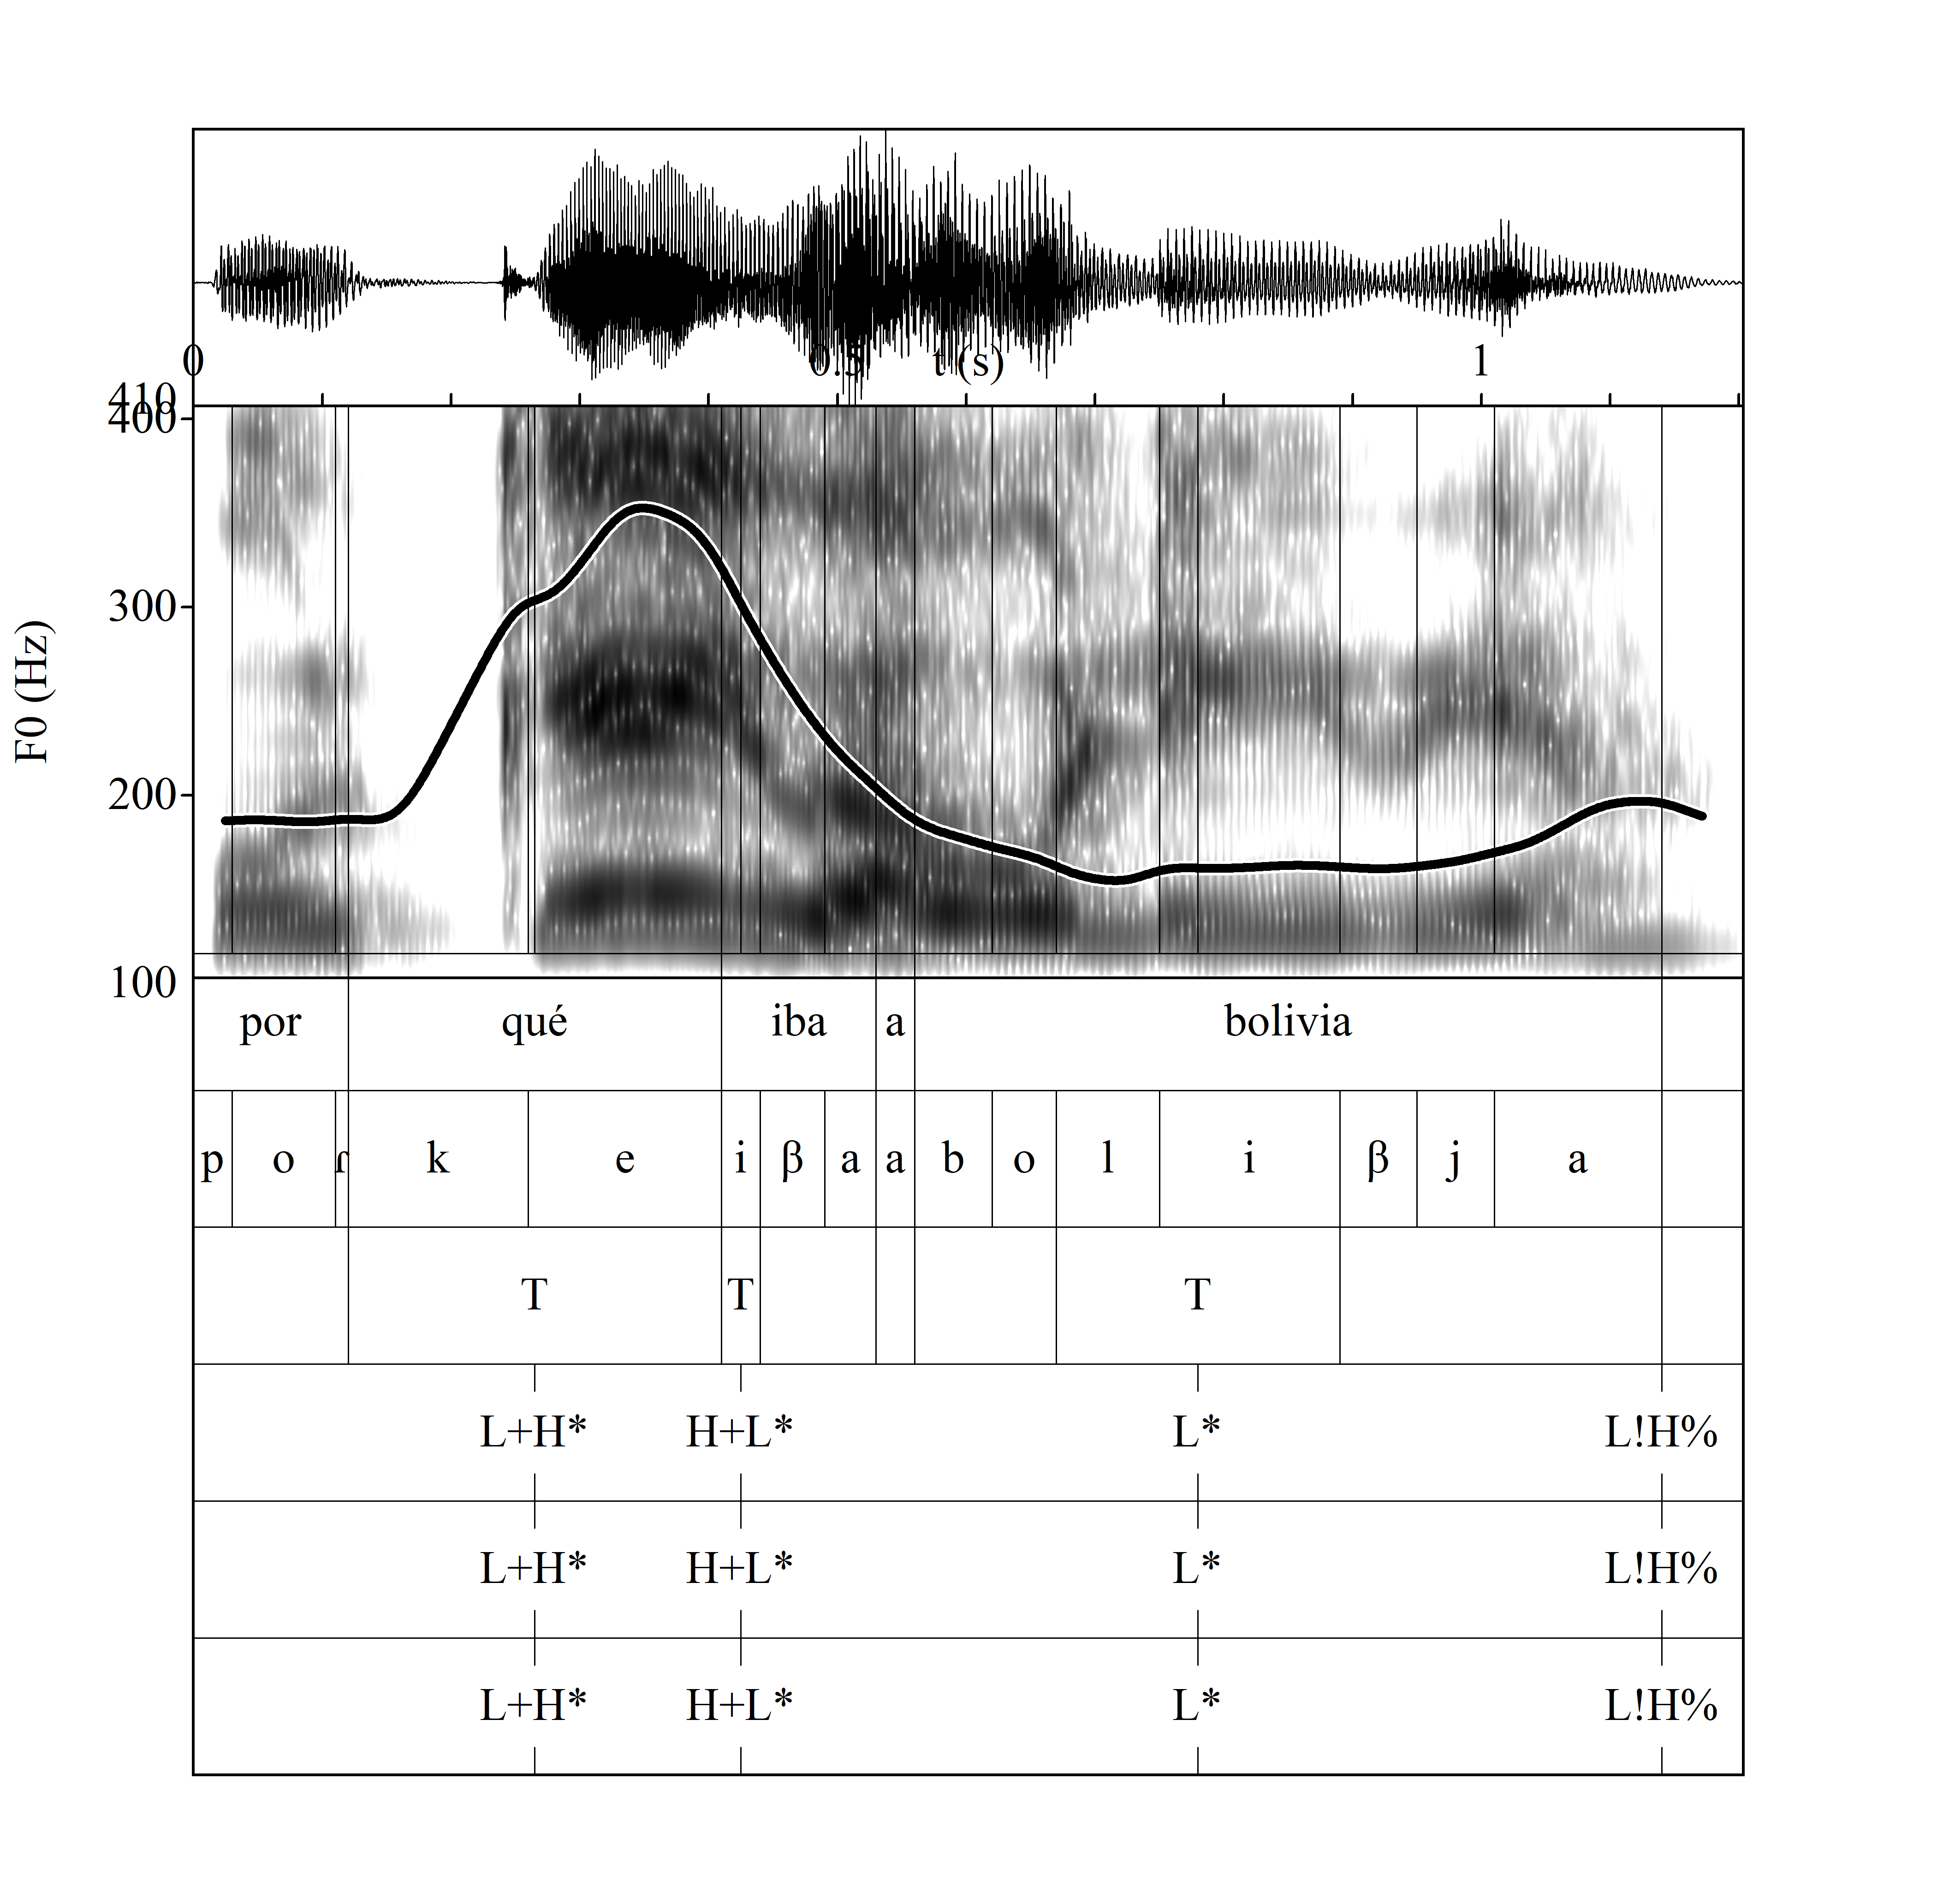 0 0.5 t (s) 1
410
400
300
200
100
F0 (Hz)
por qué iba a bolivia
p o ɾ k e i β a a b o l i β j a
T T T
L+H* H+L* L* L!H%
L+H* H+L* L* L!H%
L+H* H+L* L* L!H%